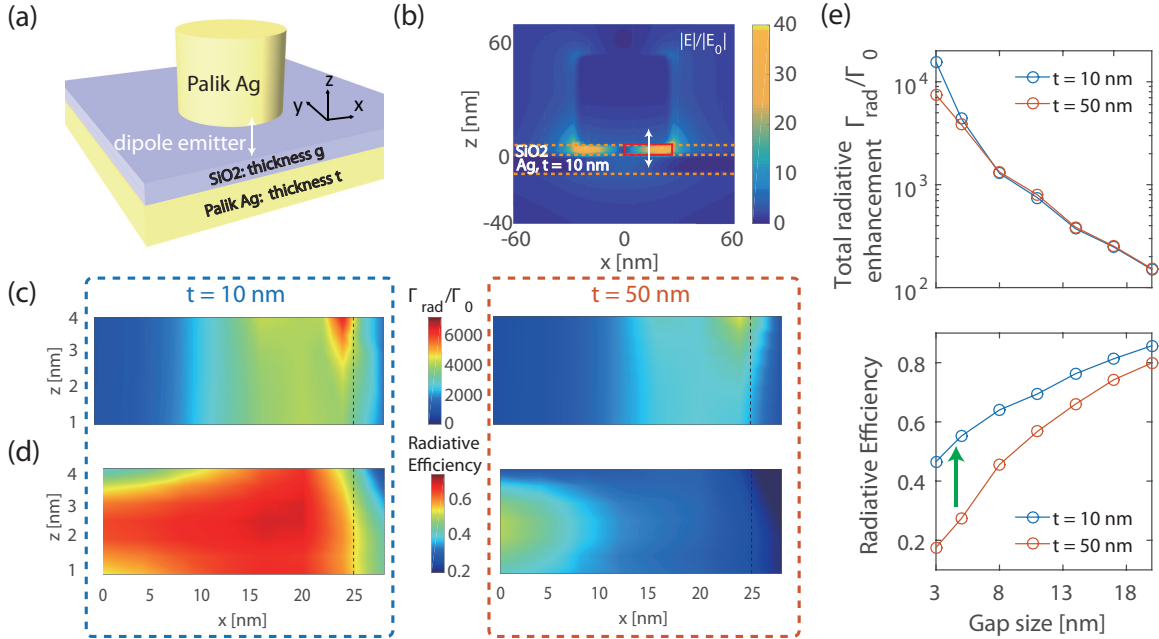 (a)
Palik Ag
z
y
x
dipole emitter
SiO2: thickness g
Palik Ag: thickness t
(b)
|E|/|E0|
60
0
-40
z [nm]
SiO2
Ag, t = 10 nm
-60
0
60
x [nm]
40
30
20
10
0
(c)
t = 10 nm
Γrad/Γ0
6000
4000
2000
0
t = 50 nm
4
3
2
1
z [nm]
(d)
Radiative
Efficiency
0.6
0.4
0.2
4
3
2
1
z [nm]
0
5
10
15
20
25
x [nm]
0
5
10
15
20
25
x [nm]
(e)
Total radiative
enhancement Γrad/Γ0
10^4
10^3
10^2
t = 10 nm
t = 50 nm
Radiative Efficiency
0.8
0.6
0.4
0.2
t = 10 nm
t = 50 nm
3
8
13
18
Gap size [nm]